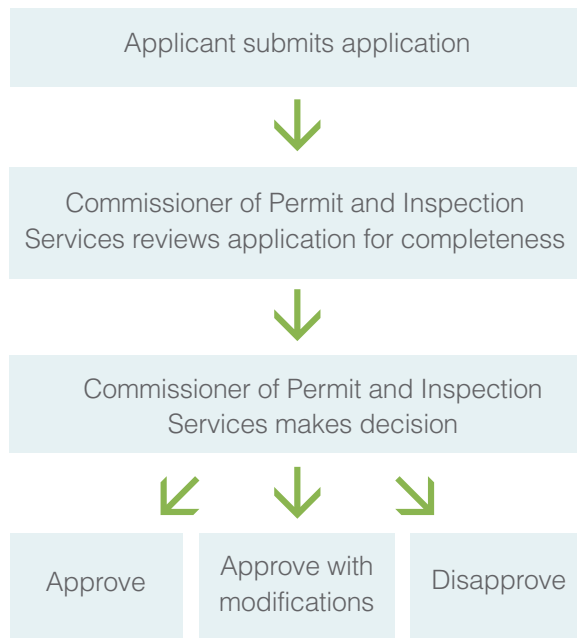 Applicant submits application
Commissioner of Permit and Inspection
Services reviews application for completeness
Commissioner of Permit and Inspection
Services makes decision
Approve
Approve with
modifications
Disapprove